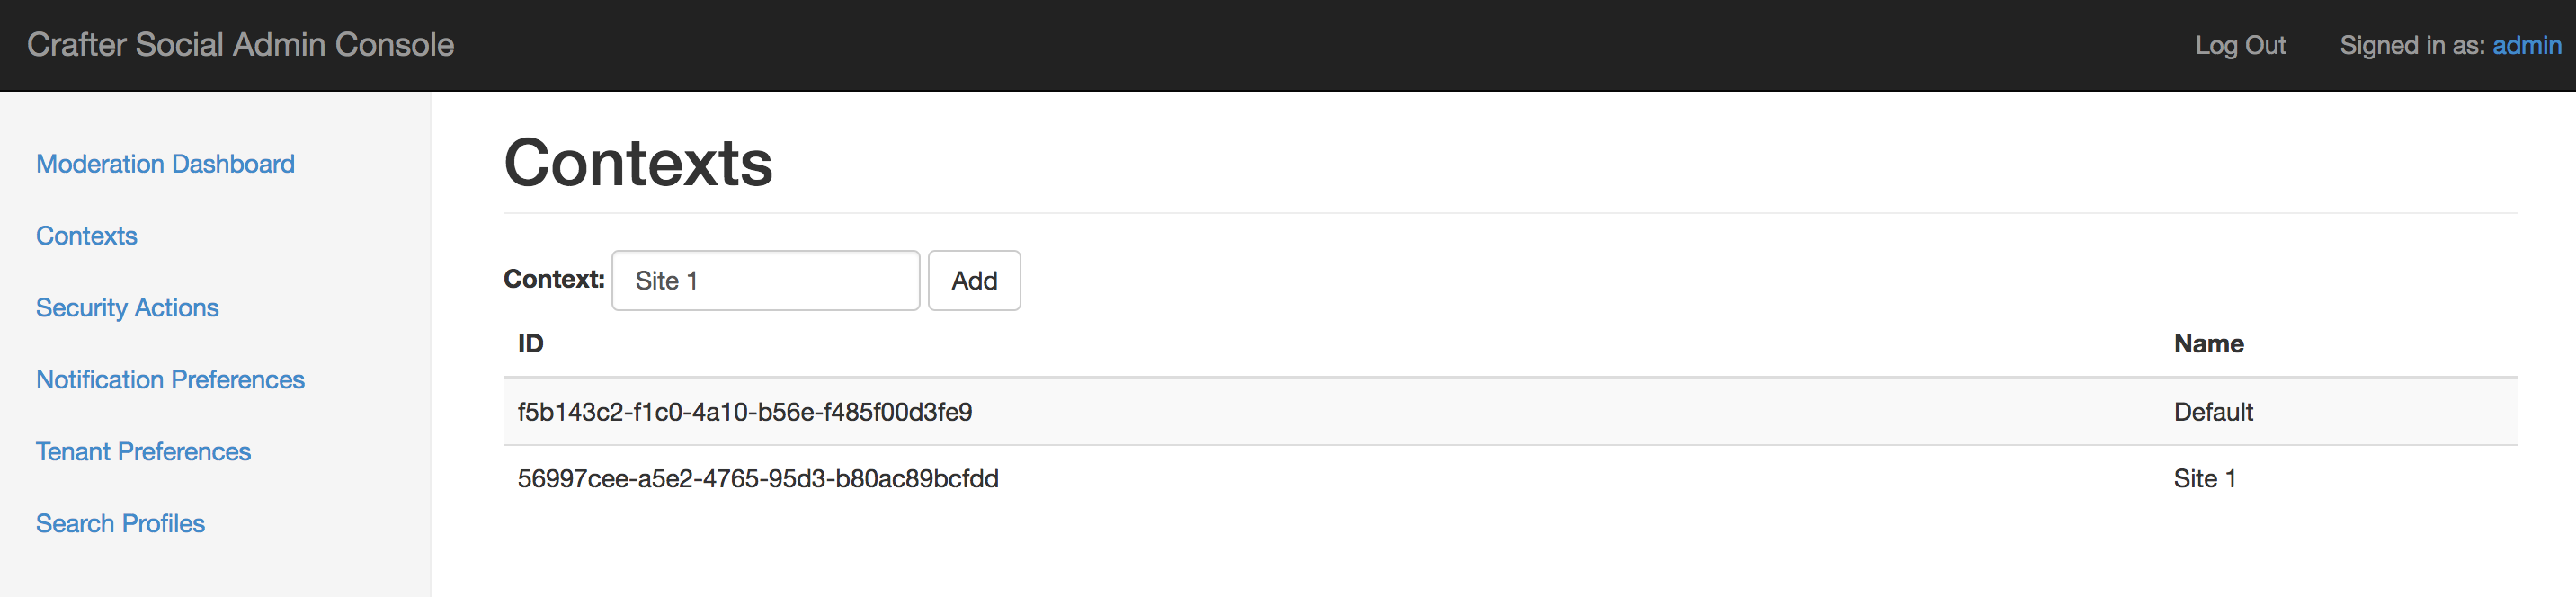 Crafter Social Admin Console
Log Out
Signed in as: admin
Moderation Dashboard
Contexts
Security Actions
Notification Preferences
Tenant Preferences
Search Profiles
Contexts
Context: Site 1 Add
ID Name
f5b143c2-f1c0-4a10-b56e-f485f00d3fe9 Default
56997cee-a5e2-4765-95d3-b80ac89bcfdd Site 1